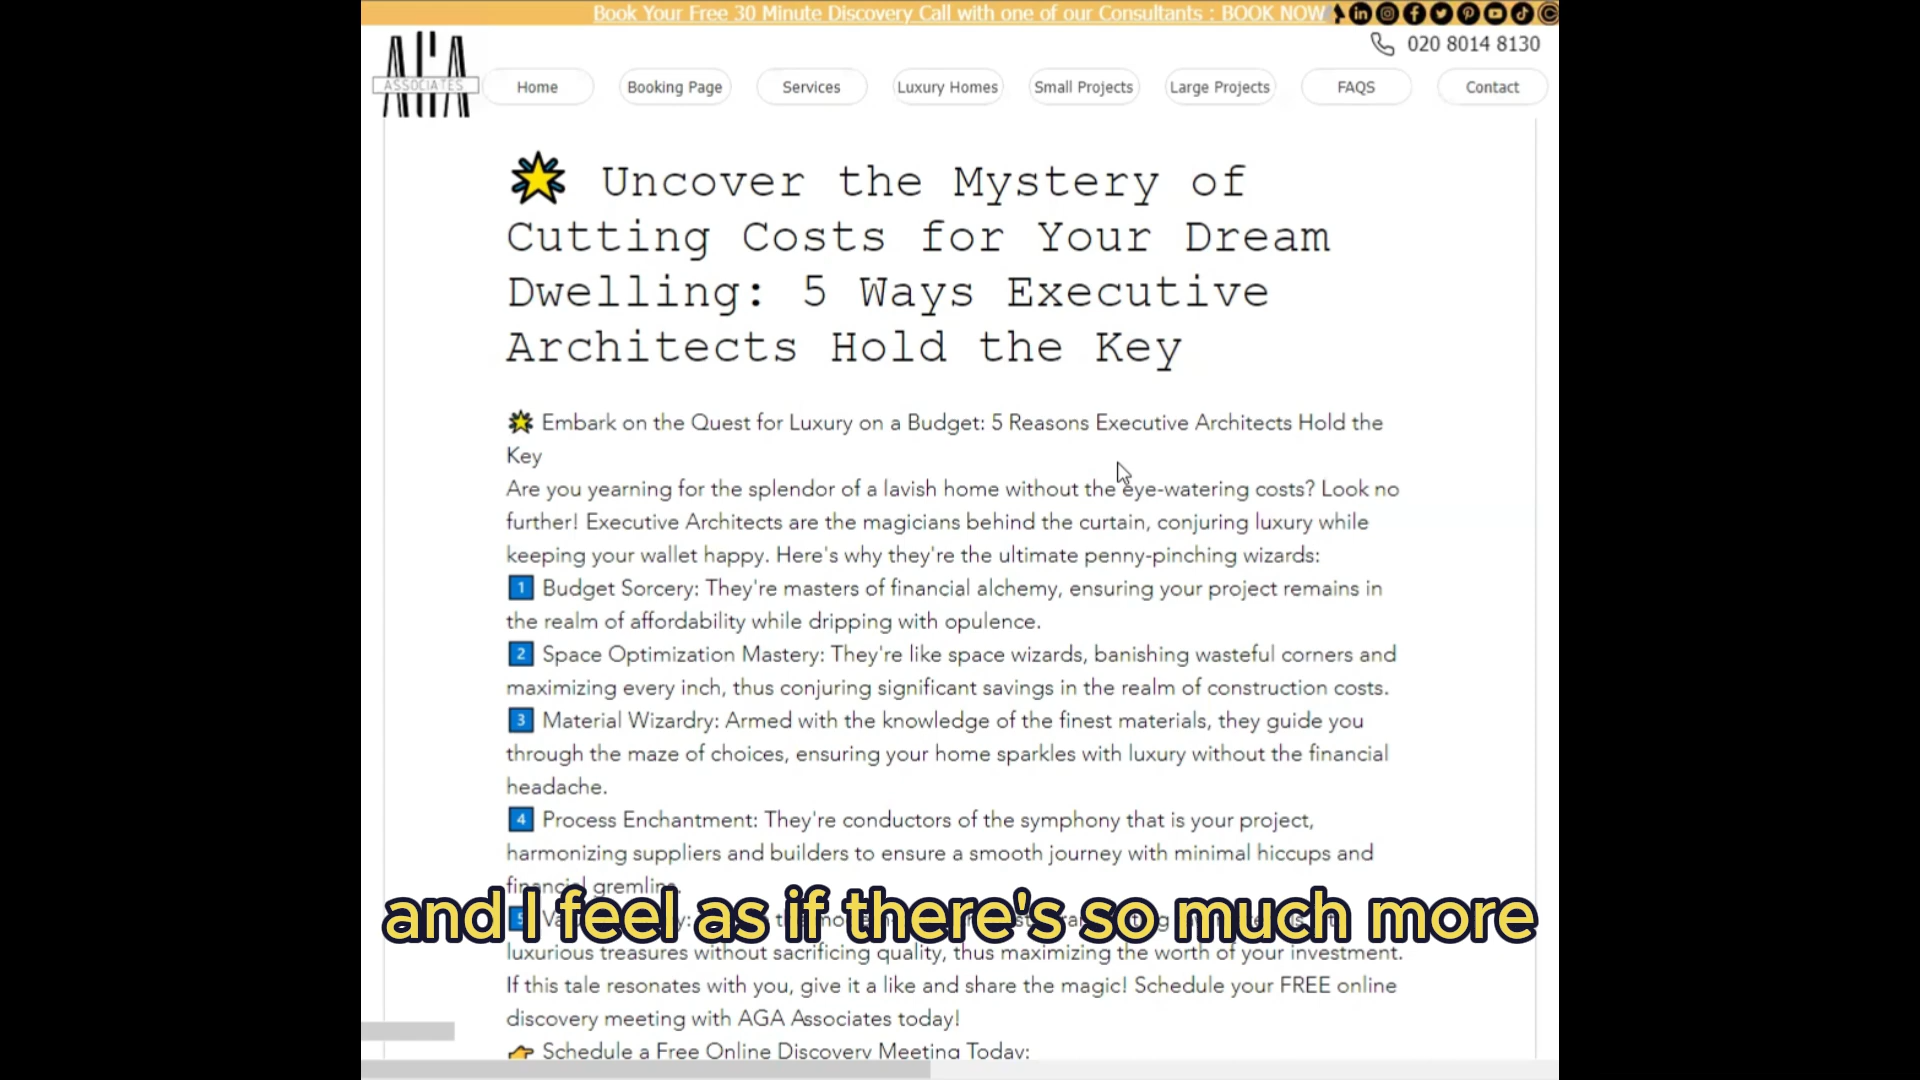 Book Your Free 30 Minute Discovery Call with one of our Consultants : BOOK NOW
020 8014 8130
AGA
ASSOCIATES
Home
Booking Page
Services
Luxury Homes
Small Projects
Large Projects
FAQS
Contact
🌟 Uncover the Mystery of
Cutting Costs for Your Dream
Dwelling: 5 Ways Executive
Architects Hold the Key
🌟 Embark on the Quest for Luxury on a Budget: 5 Reasons Executive Architects Hold the
Key
Are you yearning for the splendor of a lavish home without the eye-watering costs? Look no
further! Executive Architects are the magicians behind the curtain, conjuring luxury while
keeping your wallet happy. Here's why they're the ultimate penny-pinching wizards:
1️⃣ Budget Sorcery: They're masters of financial alchemy, ensuring your project remains in
the realm of affordability while dripping with opulence.
2️⃣ Space Optimization Mastery: They're like space wizards, banishing wasteful corners and
maximizing every inch, thus conjuring significant savings in the realm of construction costs.
3️⃣ Material Wizardry: Armed with the knowledge of the finest materials, they guide you
through the maze of choices, ensuring your home sparkles with luxury without the financial
headache.
4️⃣ Process Enchantment: They're conductors of the symphony that is your project,
harmonizing suppliers and builders to ensure a smooth journey with minimal hiccups and
financial gremlins.
and I feel as if there's so much more
luxurious treasures without sacrificing quality, thus maximizing the worth of your investment.
If this tale resonates with you, give it a like and share the magic! Schedule your FREE online
discovery meeting with AGA Associates today!
👉 Schedule a Free Online Discovery Meeting Today: